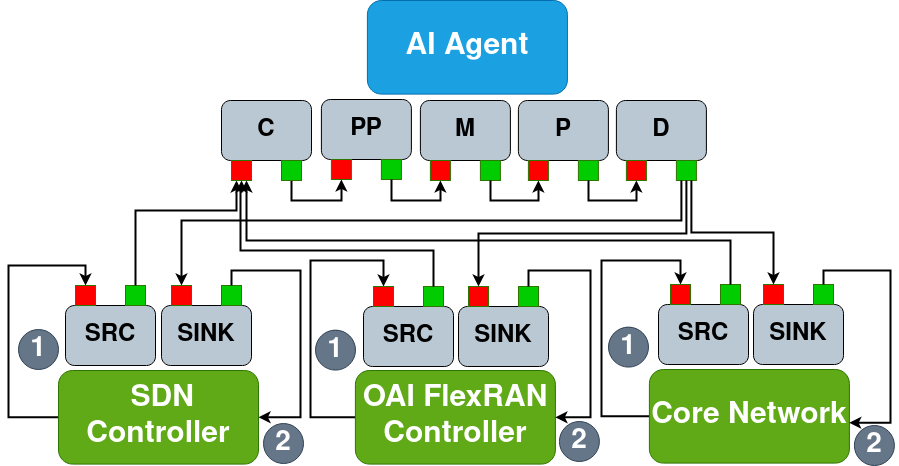 AI Agent
C
PP
M
P
D
SRC
SINK
SRC
SINK
SRC
SINK
1
1
1
SDN
Controller
OAI FlexRAN
Controller
Core Network
2
2
2